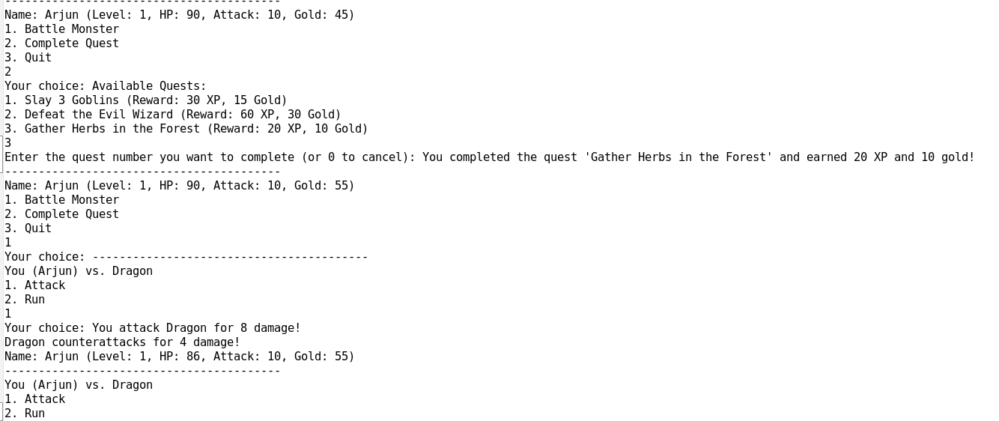 ----------------------------------------- 
Name: Arjun (Level: 1, HP: 90, Attack: 10, Gold: 45)
1. Battle Monster
2. Complete Quest
3. Quit
2
Your choice: Available Quests:
1. Slay 3 Goblins (Reward: 30 XP, 15 Gold)
2. Defeat the Evil Wizard (Reward: 60 XP, 30 Gold)
3. Gather Herbs in the Forest (Reward: 20 XP, 10 Gold)
3
Enter the quest number you want to complete (or 0 to cancel): You completed the quest 'Gather Herbs in the Forest' and earned 20 XP and 10 gold!
-----------------------------------------
Name: Arjun (Level: 1, HP: 90, Attack: 10, Gold: 55)
1. Battle Monster
2. Complete Quest
3. Quit
1
Your choice: -----------------------------------------
You (Arjun) vs. Dragon
1. Attack
2. Run
1
Your choice: You attack Dragon for 8 damage!
Dragon counterattacks for 4 damage!
Name: Arjun (Level: 1, HP: 86, Attack: 10, Gold: 55)
-----------------------------------------
You (Arjun) vs. Dragon
1. Attack
2. Run